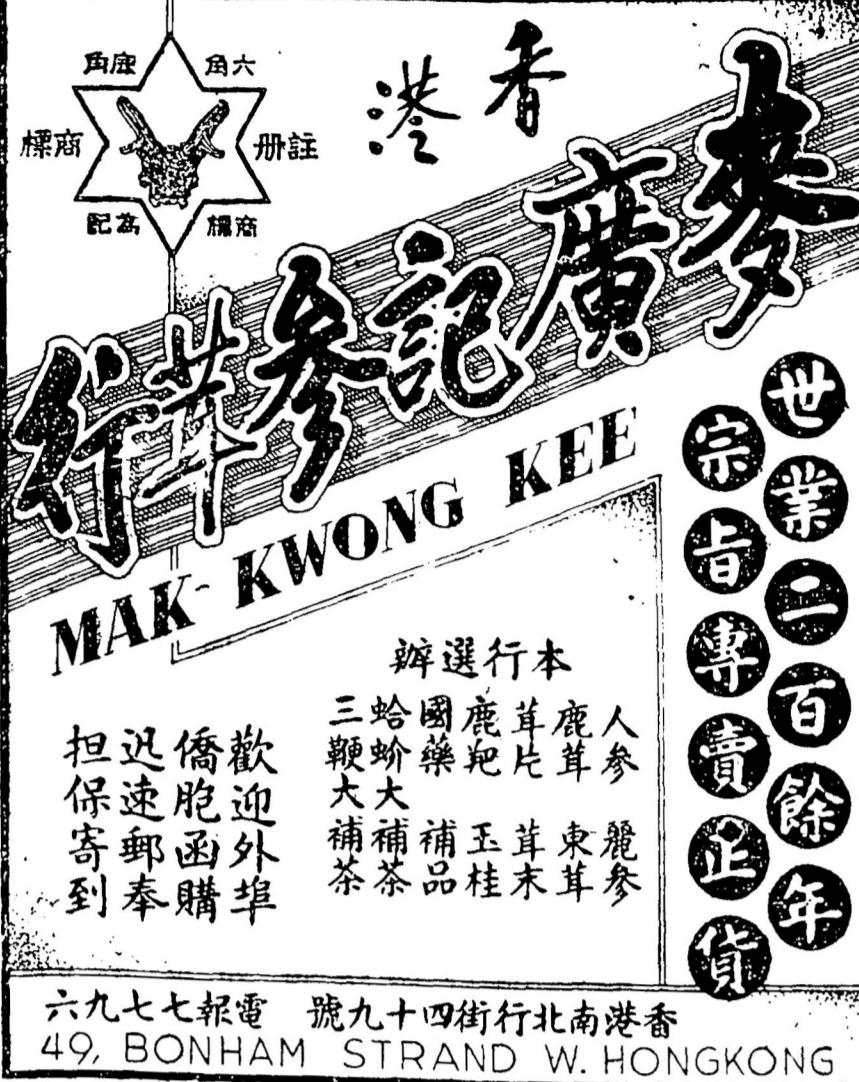 香港
六角鹿角
註册商標
商標為記
麥廣記參茸行
MAK KWONG KEE
世業二百餘年
宗旨專賣正貨
本行選辦
人參 麗參
鹿茸 東茸
茸片 茸末
鹿 玉桂
國藥 補品
蛤蚧大補茶
三鞭大補茶
歡迎外埠
僑胞函購
迅速郵奉
担保寄到
香港南北行街四十九號 電報七七九六
49, BONHAM STRAND W. HONGKONG